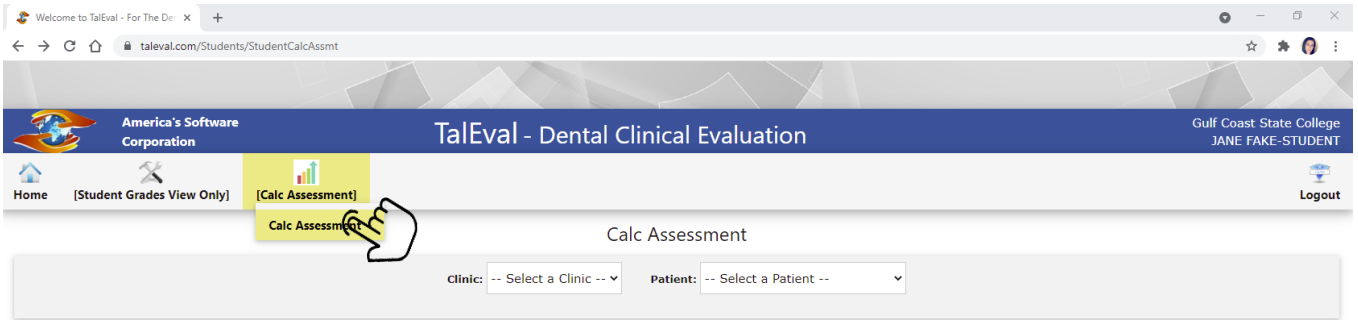 Welcome to TalEval - For The Der
taleval.com/Students/StudentCalcAssmt
America's Software
Corporation
TalEval - Dental Clinical Evaluation
Gulf Coast State College
JANE FAKE-STUDENT
Home [Student Grades View Only] [Calc Assessment] Logout
Calc Assessment
Calc Assessment
Clinic: -- Select a Clinic -- Patient: -- Select a Patient --